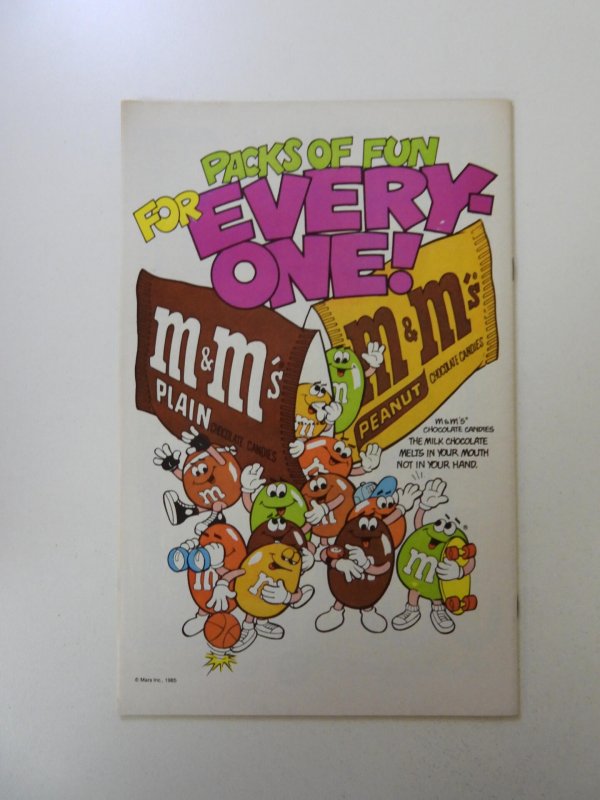 PACKS OF FUN
FOR EVERY-
ONE!
m&m's
PLAIN
CHOCOLATE CANDIES
m&m's
PEANUT
CHOCOLATE CANDIES
m&m's®
CHOCOLATE CANDIES
THE MILK CHOCOLATE
MELTS IN YOUR MOUTH
NOT IN YOUR HAND.
m
m
m
m
m
m
m
m
© Mars Inc., 1985